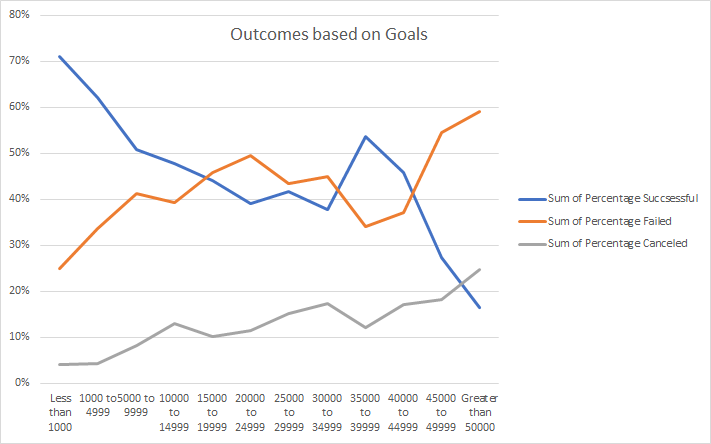 80%
Outcomes based on Goals
70%
60%
50%
40%
30%
20%
10%
0%
Sum of Percentage Succsessful
Sum of Percentage Failed
Sum of Percentage Canceled
Less
than
1000
1000 to
4999
5000 to
9999
10000
to
14999
15000
to
19999
20000
to
24999
25000
to
29999
30000
to
34999
35000
to
39999
40000
to
44999
45000
to
49999
Greater
than
50000